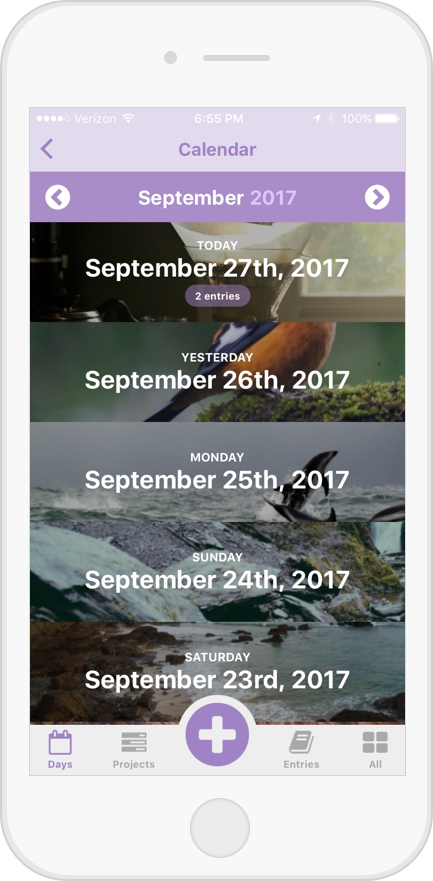 Verizon 6:55 PM 100%
Calendar
September 2017
TODAY
September 27th, 2017
2 entries
YESTERDAY
September 26th, 2017
MONDAY
September 25th, 2017
SUNDAY
September 24th, 2017
SATURDAY
September 23rd, 2017
Days Projects Entries All